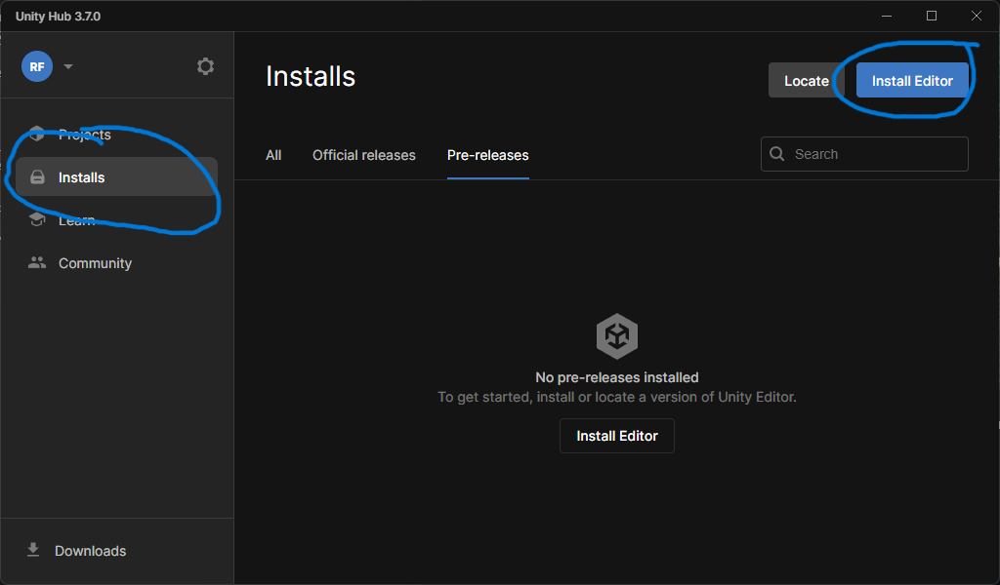 Unity Hub 3.7.0
RF
Installs
Locate
Install Editor
Projects
Installs
Learn
Community
All
Official releases
Pre-releases
Search
No pre-releases installed
To get started, install or locate a version of Unity Editor.
Install Editor
Downloads